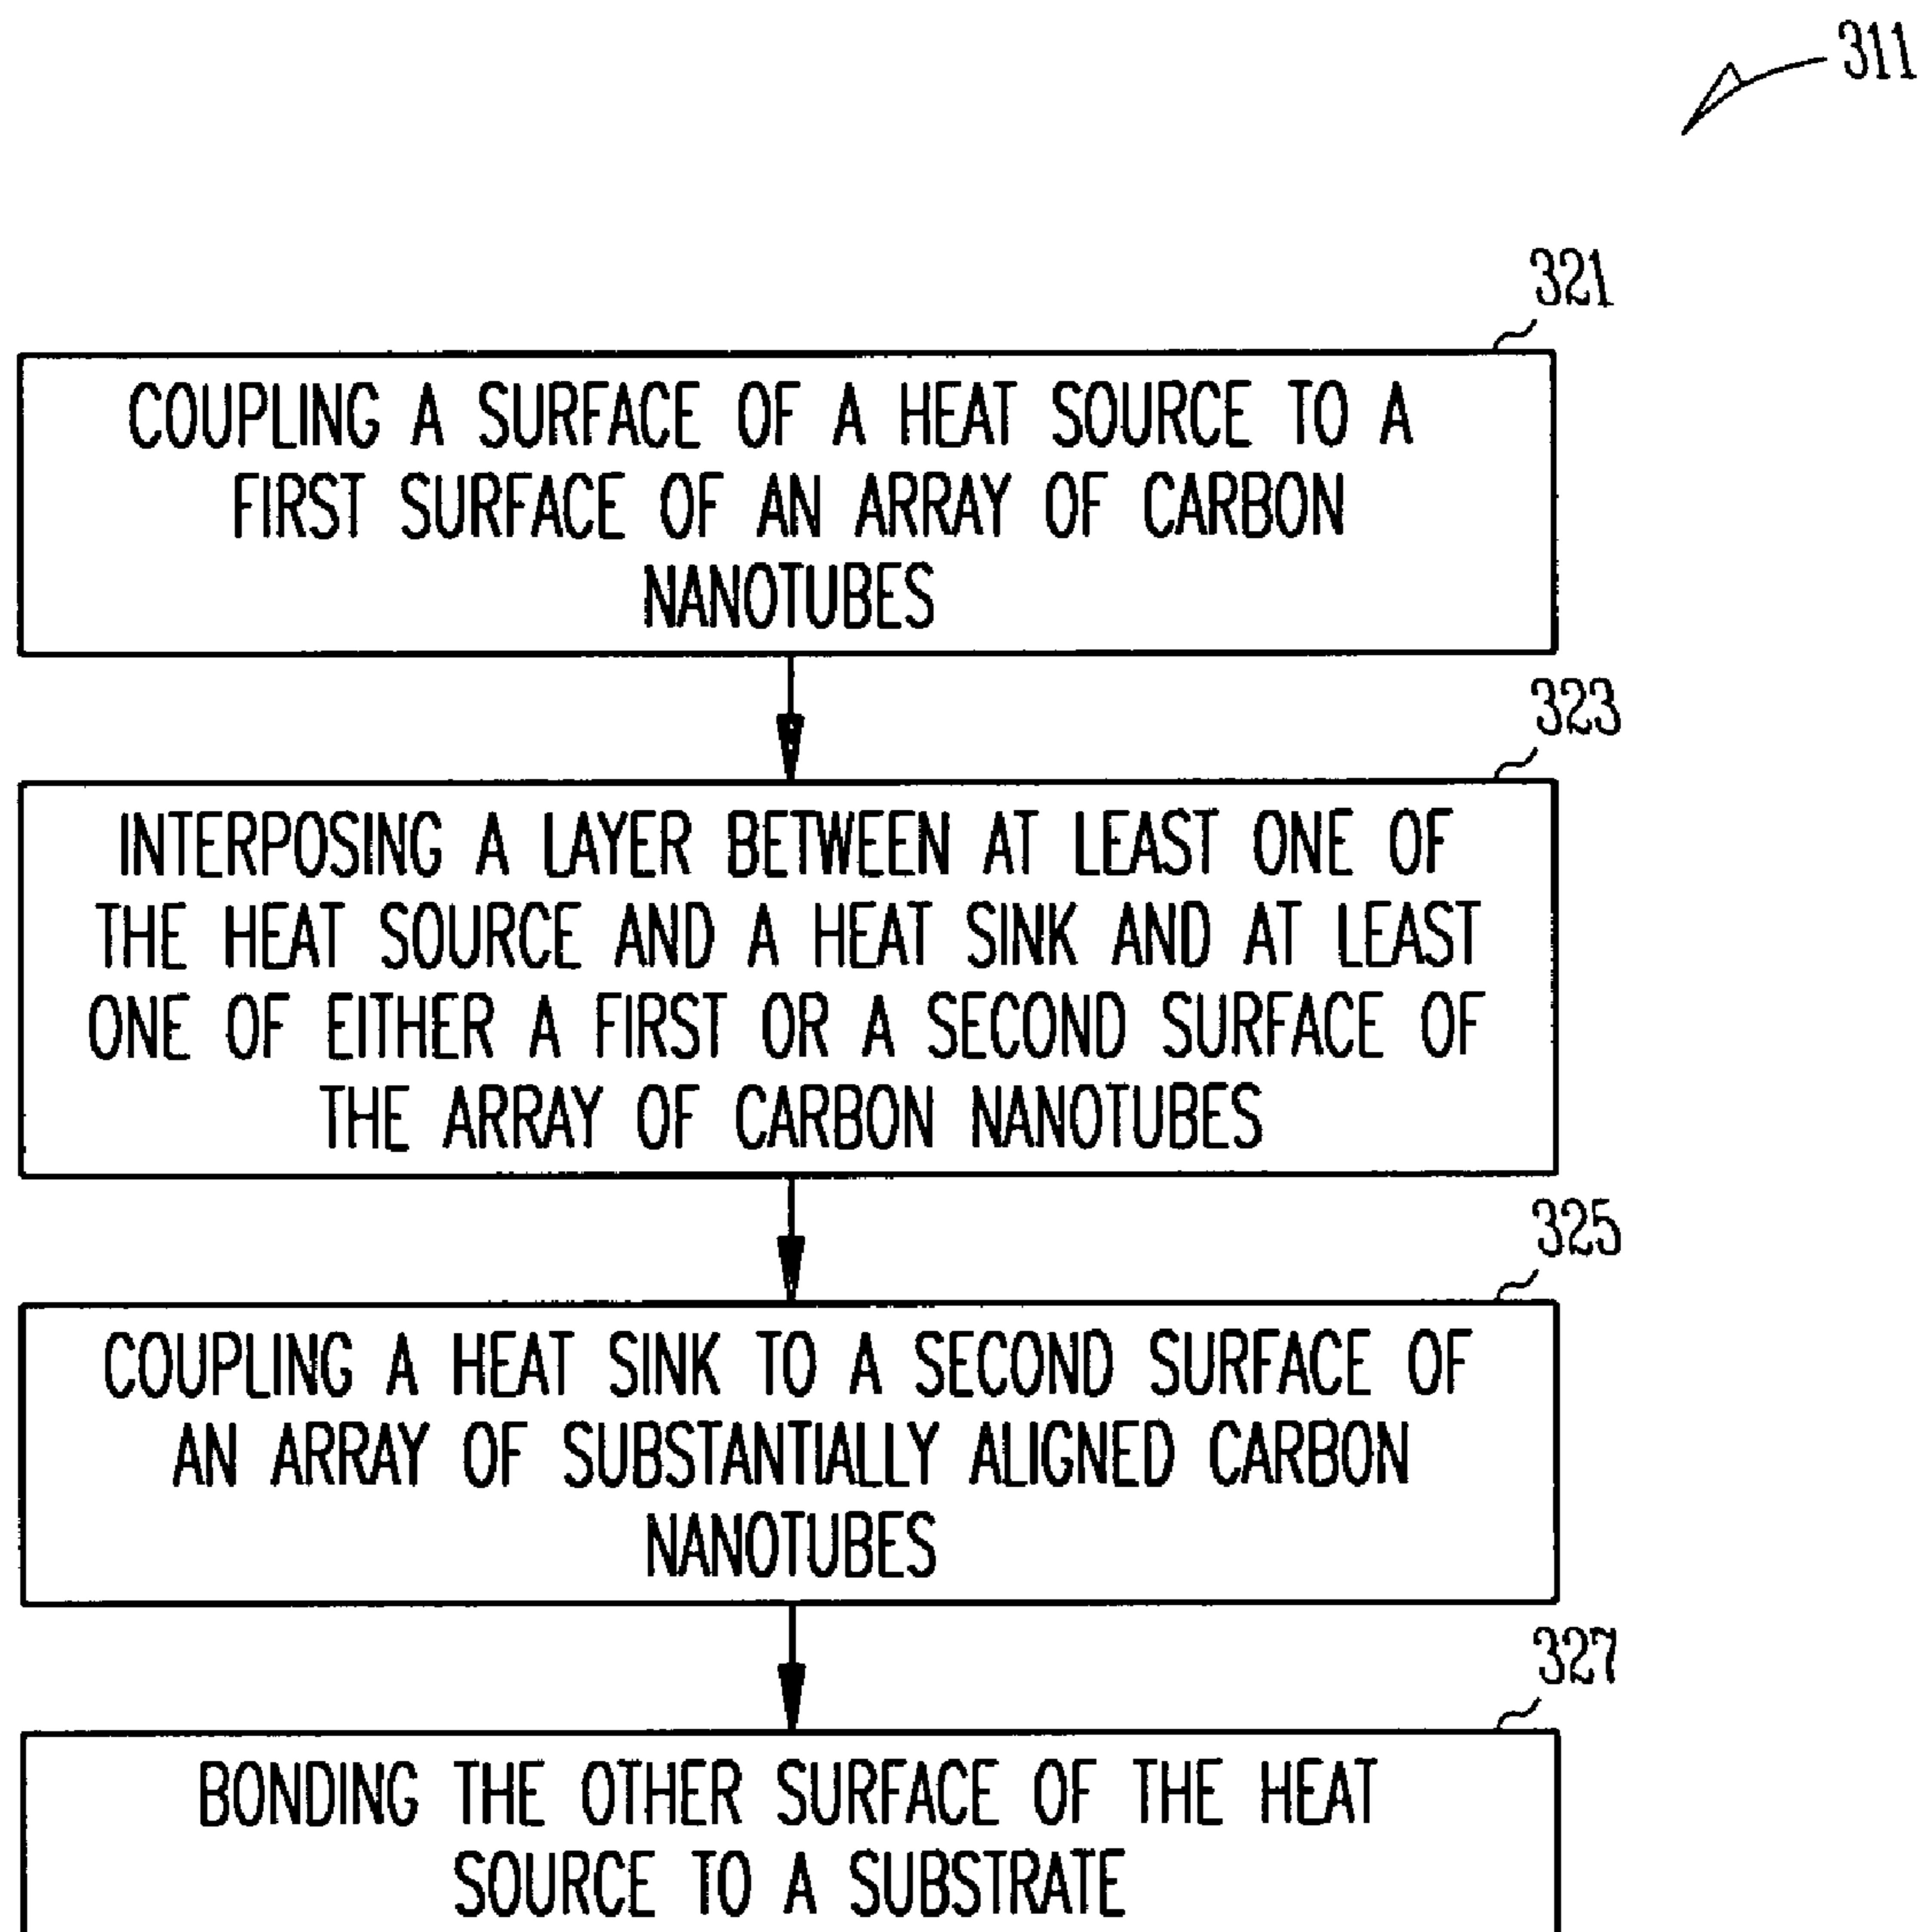 311
321
COUPLING A SURFACE OF A HEAT SOURCE TO A
FIRST SURFACE OF AN ARRAY OF CARBON
NANOTUBES
323
INTERPOSING A LAYER BETWEEN AT LEAST ONE OF
THE HEAT SOURCE AND A HEAT SINK AND AT LEAST
ONE OF EITHER A FIRST OR A SECOND SURFACE OF
THE ARRAY OF CARBON NANOTUBES
325
COUPLING A HEAT SINK TO A SECOND SURFACE OF
AN ARRAY OF SUBSTANTIALLY ALIGNED CARBON
NANOTUBES
327
BONDING THE OTHER SURFACE OF THE HEAT
SOURCE TO A SUBSTRATE